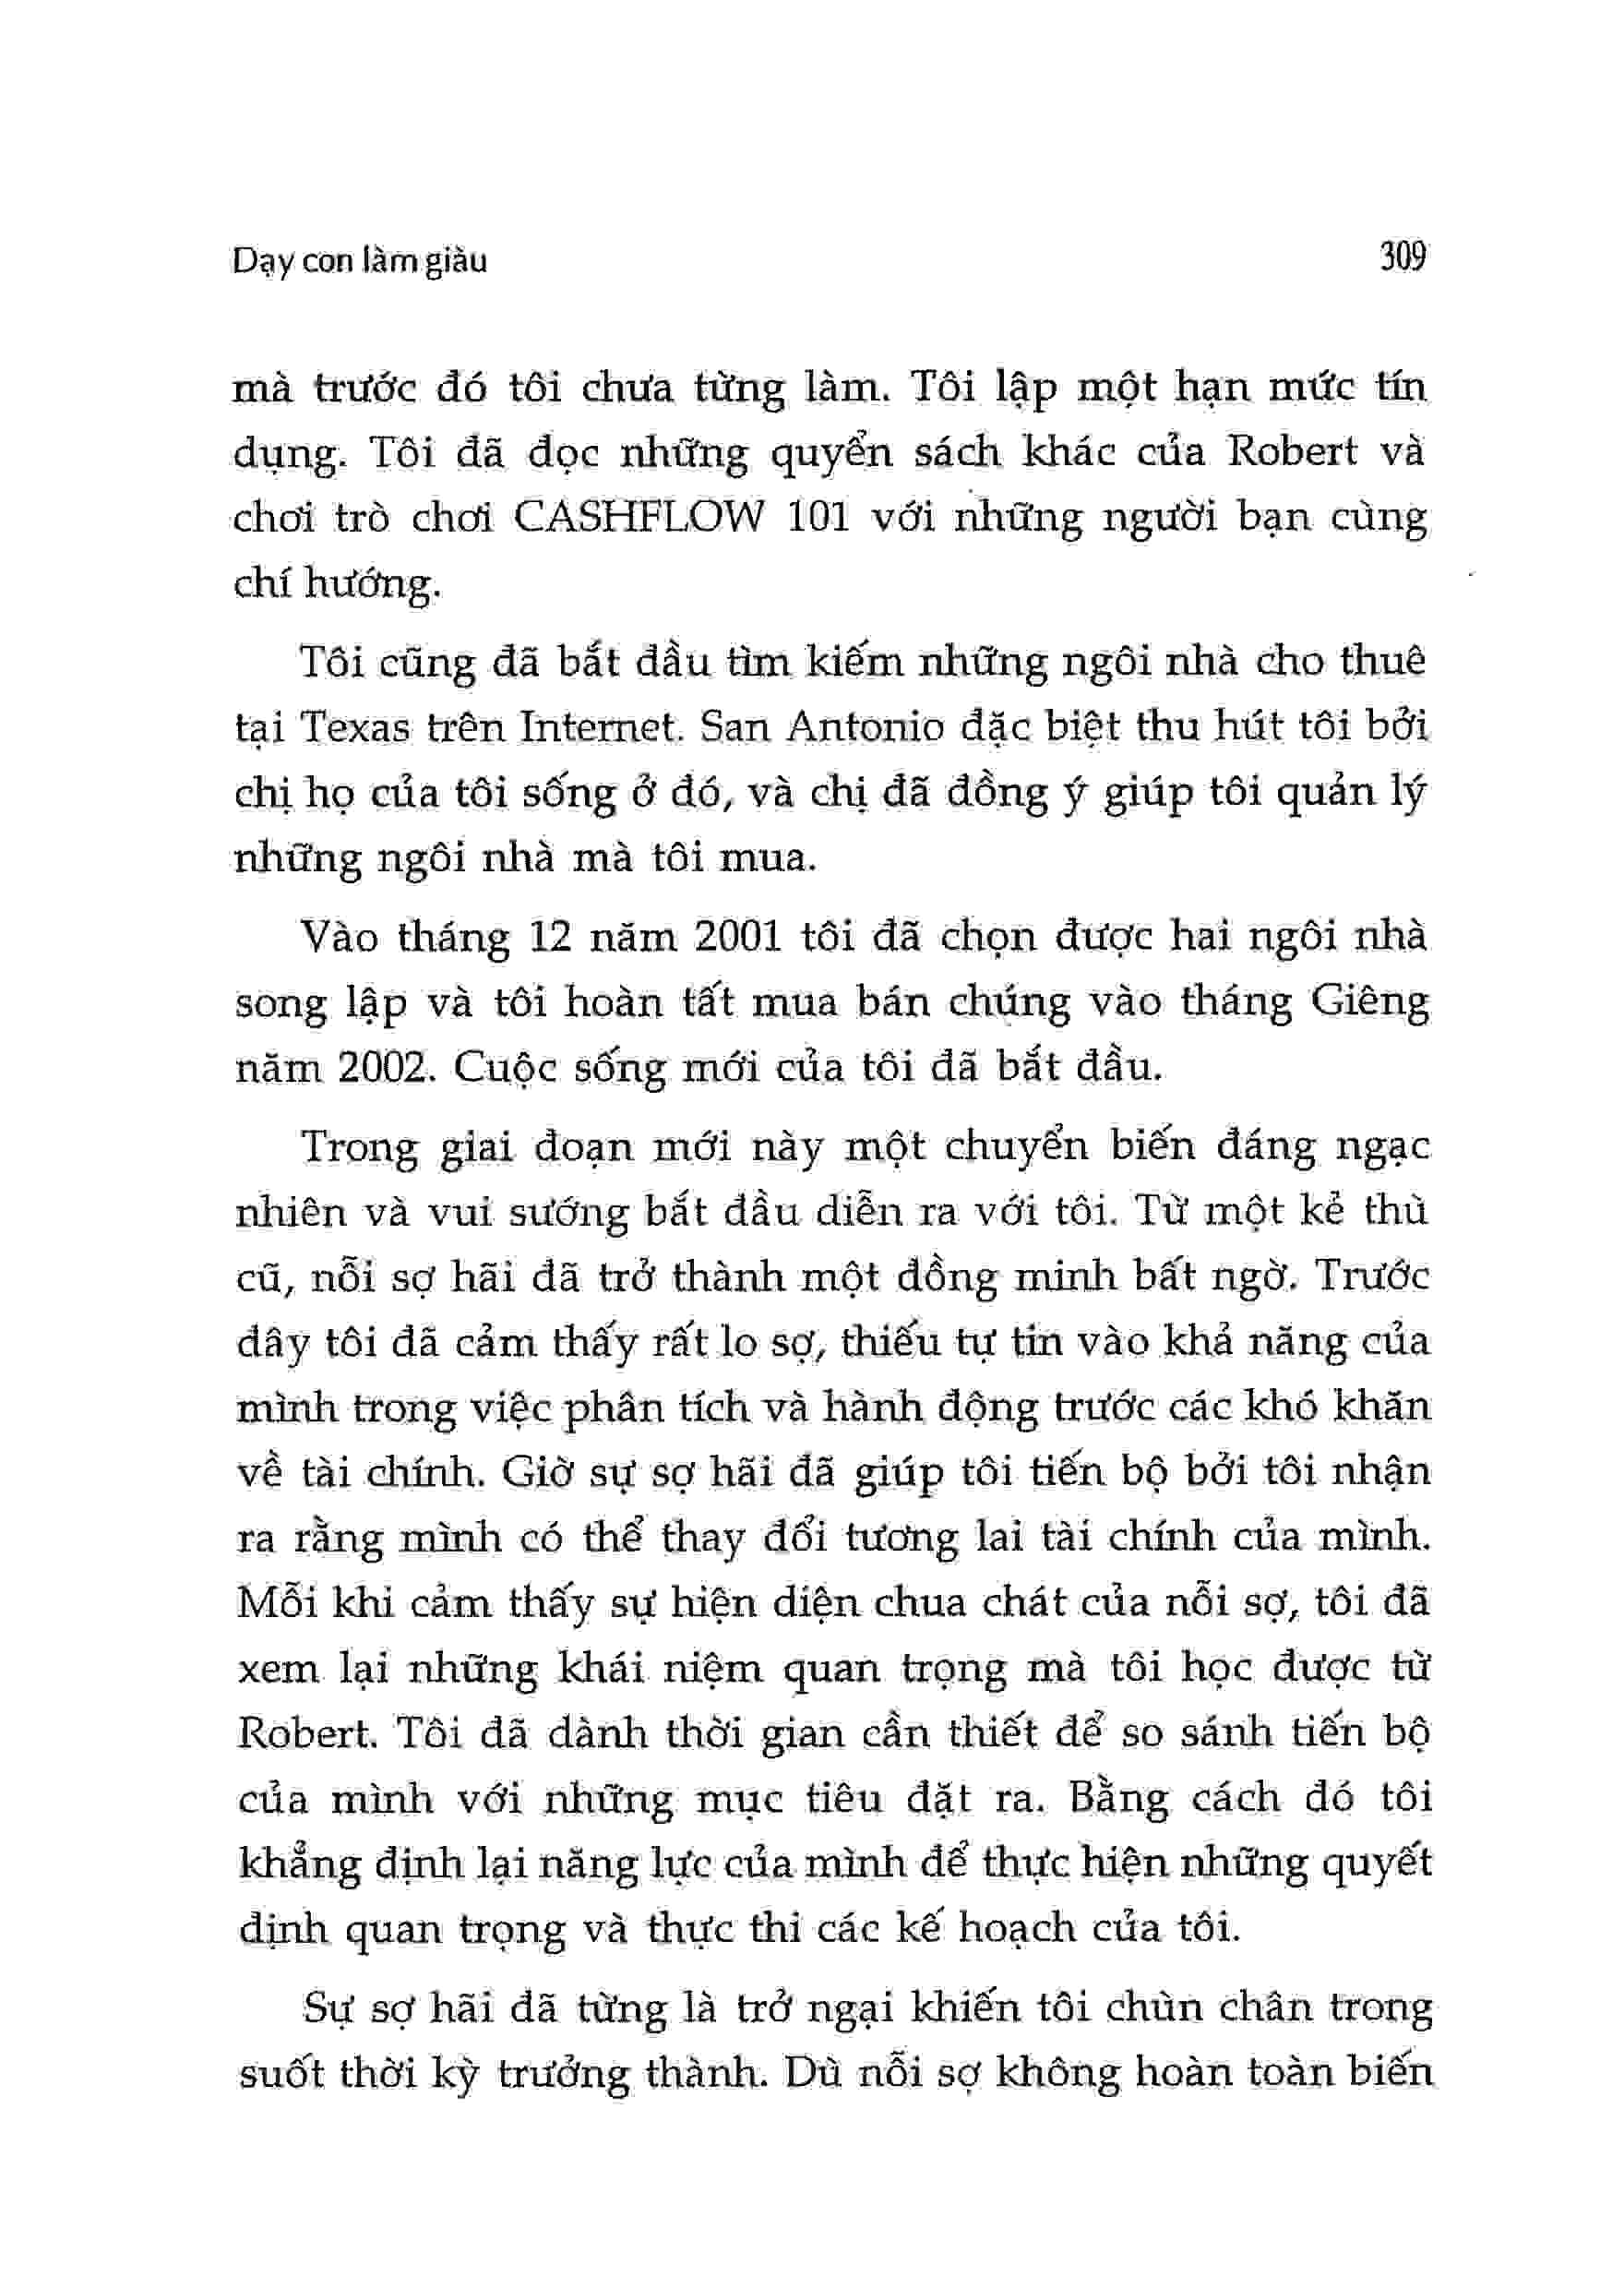 Dạy con làm giàu 309
mà trước đó tôi chưa từng làm. Tôi lập một hạn mức tín
dụng. Tôi đã đọc những quyển sách khác của Robert và
chơi trò chơi CASHFLOW 101 với những người bạn cùng
chí hướng.
Tôi cũng đã bắt đầu tìm kiếm những ngôi nhà cho thuê
tại Texas trên Internet. San Antonio đặc biệt thu hút tôi bởi
chị họ của tôi sống ở đó, và chị đã đồng ý giúp tôi quản lý
những ngôi nhà mà tôi mua.
Vào tháng 12 năm 2001 tôi đã chọn được hai ngôi nhà
song lập và tôi hoàn tất mua bán chúng vào tháng Giêng
năm 2002. Cuộc sống mới của tôi đã bắt đầu.
Trong giai đoạn mới này một chuyển biến đáng ngạc
nhiên và vui sướng bắt đầu diễn ra với tôi. Từ một kẻ thù
cũ, nỗi sợ hãi đã trở thành một đồng minh bất ngờ. Trước
đây tôi đã cảm thấy rất lo sợ, thiếu tự tin vào khả năng của
mình trong việc phân tích và hành động trước các khó khăn
về tài chính. Giờ sự sợ hãi đã giúp tôi tiến bộ bởi tôi nhận
ra rằng mình có thể thay đổi tương lai tài chính của mình.
Mỗi khi cảm thấy sự hiện diện chua chát của nỗi sợ, tôi đã
xem lại những khái niệm quan trọng mà tôi học được từ
Robert. Tôi đã dành thời gian cần thiết để so sánh tiến bộ
của mình với những mục tiêu đặt ra. Bằng cách đó tôi
khẳng định lại năng lực của mình để thực hiện những quyết
định quan trọng và thực thi các kế hoạch của tôi.
Sự sợ hãi đã từng là trở ngại khiến tôi chùn chân trong
suốt thời kỳ trưởng thành. Dù nỗi sợ không hoàn toàn biến